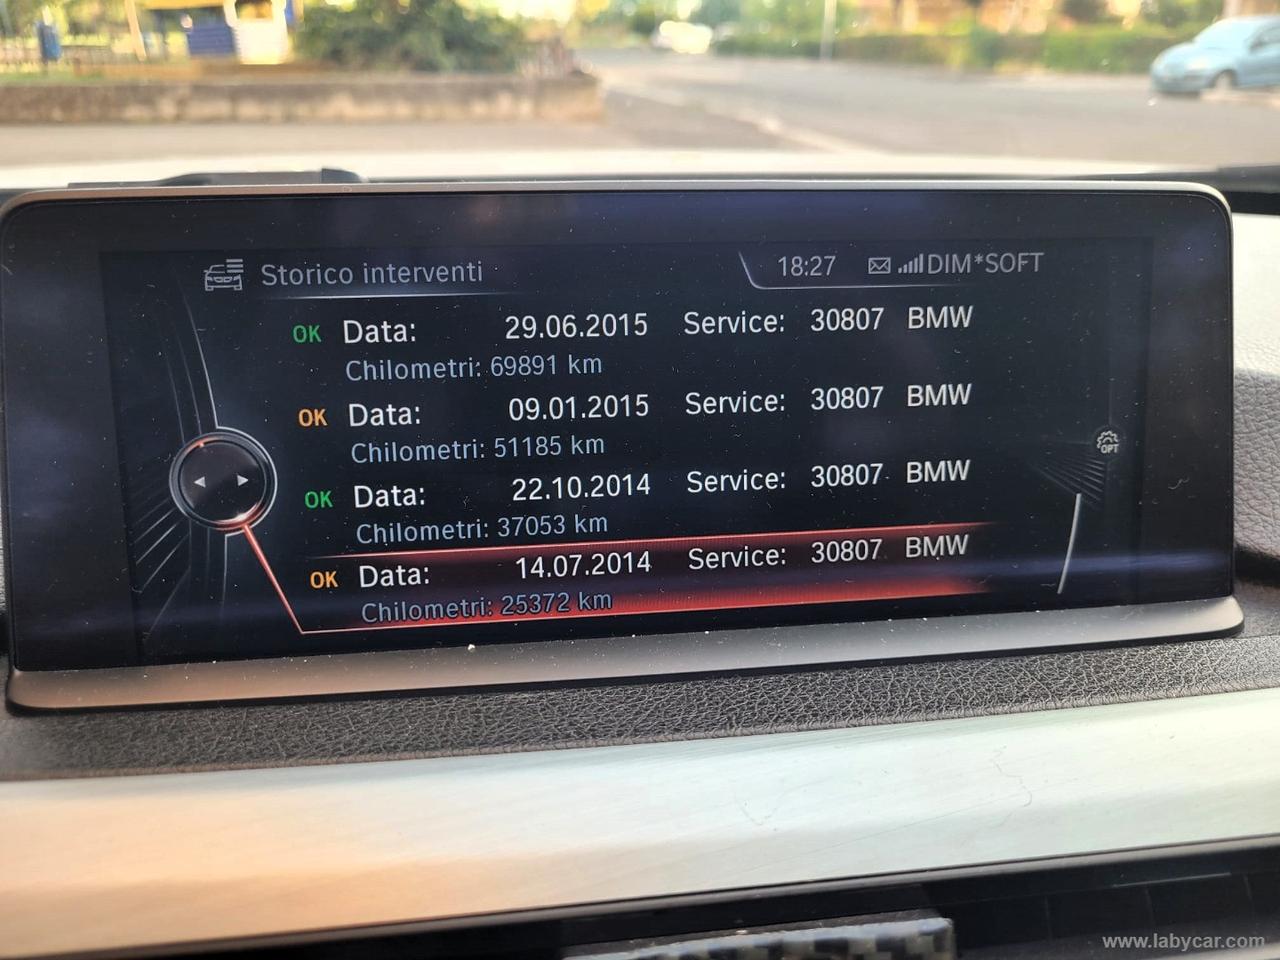 Storico interventi 18:27 DIM*SOFT
OK Data: 29.06.2015 Service: 30807 BMW
Chilometri: 69891 km
OK Data: 09.01.2015 Service: 30807 BMW
Chilometri: 51185 km
OK Data: 22.10.2014 Service: 30807 BMW
Chilometri: 37053 km
OK Data: 14.07.2014 Service: 30807 BMW
Chilometri: 25372 km
OPT
www.labycar.com